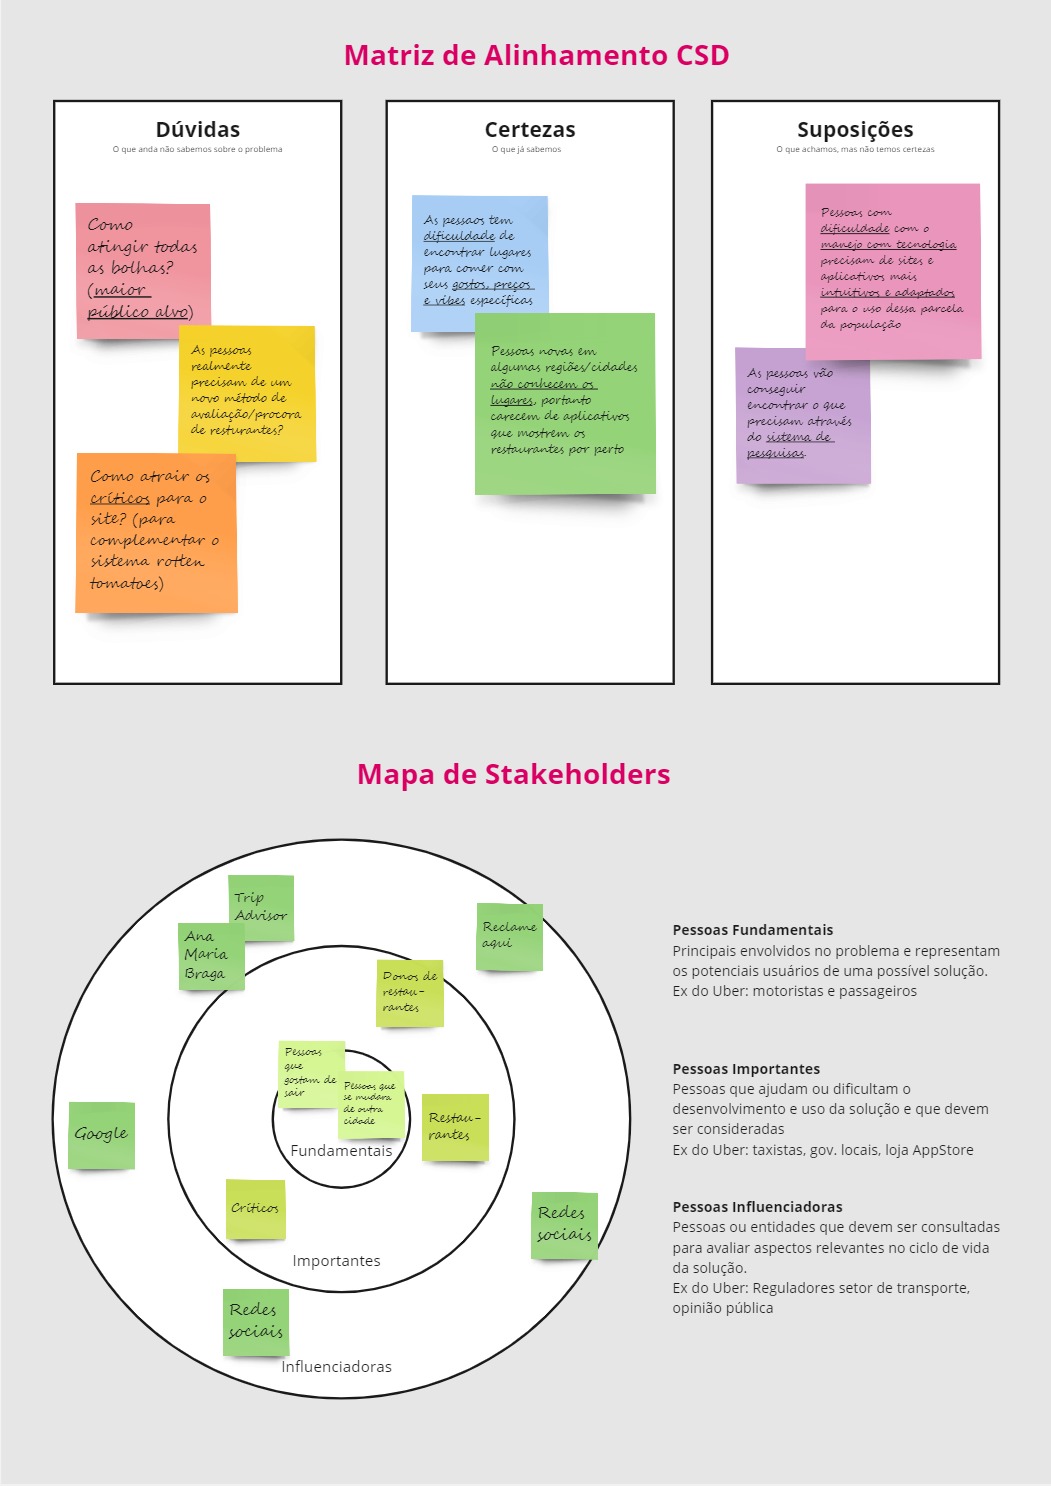 Matriz de Alinhamento CSD
Dúvidas
O que anda não sabemos sobre o problema
Como
atingir todas
as bolhas?
(maior
público alvo)
As pessoas
realmente
precisam de um
novo método de
avaliação/procora
de resturantes?
Como atrair os
críticos para o
site? (para
complementar o
sistema rotten
tomatoes)
Certezas
O que já sabemos
As pessaos tem
dificuldade de
encontrar lugares
para comer com
seus gostos, preços
e vibes específicas
Pessoas novas em
algumas regiões/cidades
não conhecem os
lugares, portanto
carecem de aplicativos
que mostrem os
restaurantes por perto
Suposições
O que achamos, mas não temos certezas
Pessoas com
dificuldade com o
manejo com tecnologia
precisam de sites e
aplicativos mais
intuitivos e adaptados
para o uso dessa parcela
da população
As pessoas vão
conseguir
encontrar o que
precisam através
do sistema de
pesquisas.
Mapa de Stakeholders
Trip
Advisor
Ana
Maria
Braga
Reclame
aqui
Donos de
restau-
rantes
Pessoas
que
gostam de
sair
Pessoas que
se mudara
de outra
cidade
Restau-
rantes
Google
Fundamentais
Críticos
Redes
sociais
Importantes
Redes
sociais
Influenciadoras
Pessoas Fundamentais
Principais envolvidos no problema e representam
os potenciais usuários de uma possível solução.
Ex do Uber: motoristas e passageiros
Pessoas Importantes
Pessoas que ajudam ou dificultam o
desenvolvimento e uso da solução e que devem
ser consideradas
Ex do Uber: taxistas, gov. locais, loja AppStore
Pessoas Influenciadoras
Pessoas ou entidades que devem ser consultadas
para avaliar aspectos relevantes no ciclo de vida
da solução.
Ex do Uber: Reguladores setor de transporte,
opinião pública